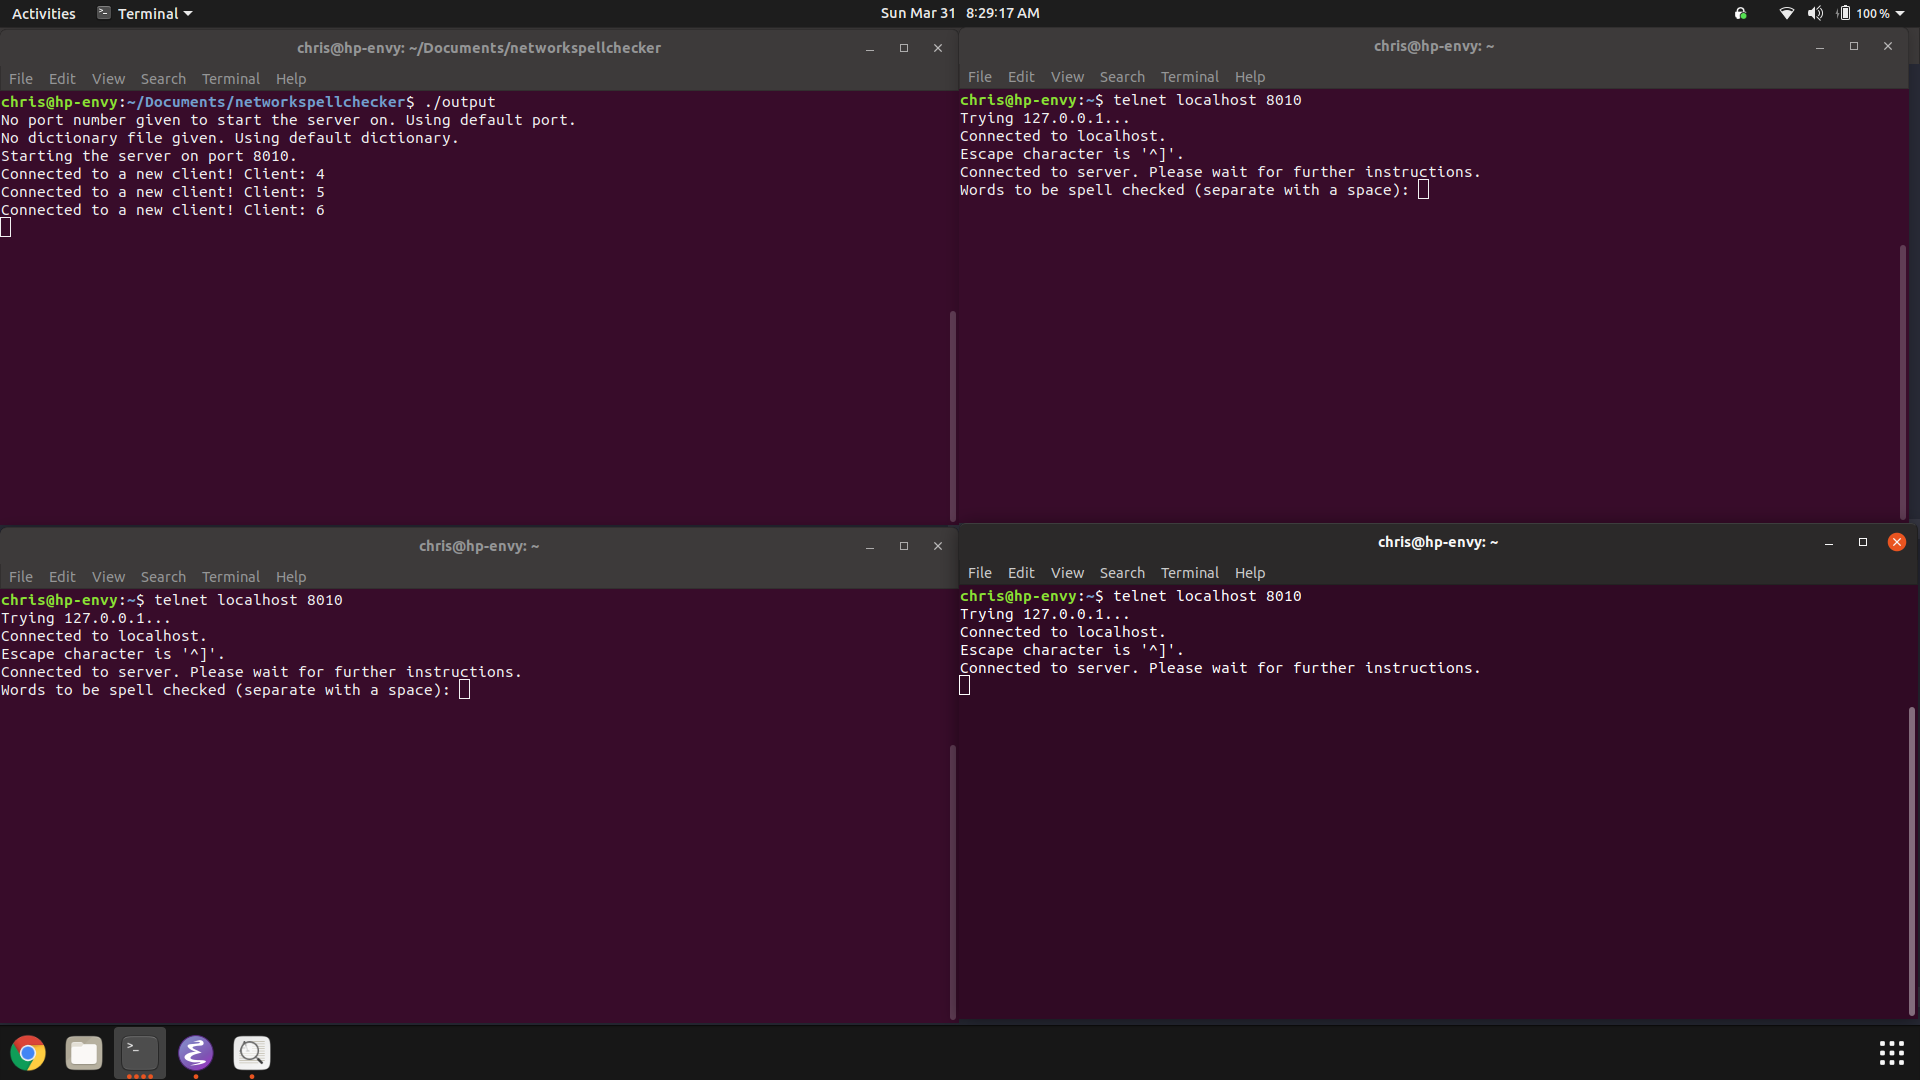 Activities Terminal Sun Mar 31 8:29:17 AM 100 %
chris@hp-envy: ~/Documents/networkspellchecker
File Edit View Search Terminal Help
chris@hp-envy:~/Documents/networkspellchecker$ ./output
No port number given to start the server on. Using default port.
No dictionary file given. Using default dictionary.
Starting the server on port 8010.
Connected to a new client! Client: 4
Connected to a new client! Client: 5
Connected to a new client! Client: 6
chris@hp-envy: ~
File Edit View Search Terminal Help
chris@hp-envy:~$ telnet localhost 8010
Trying 127.0.0.1...
Connected to localhost.
Escape character is '^]'.
Connected to server. Please wait for further instructions.
Words to be spell checked (separate with a space):
chris@hp-envy: ~
File Edit View Search Terminal Help
chris@hp-envy:~$ telnet localhost 8010
Trying 127.0.0.1...
Connected to localhost.
Escape character is '^]'.
Connected to server. Please wait for further instructions.
Words to be spell checked (separate with a space):
chris@hp-envy: ~
File Edit View Search Terminal Help
chris@hp-envy:~$ telnet localhost 8010
Trying 127.0.0.1...
Connected to localhost.
Escape character is '^]'.
Connected to server. Please wait for further instructions.